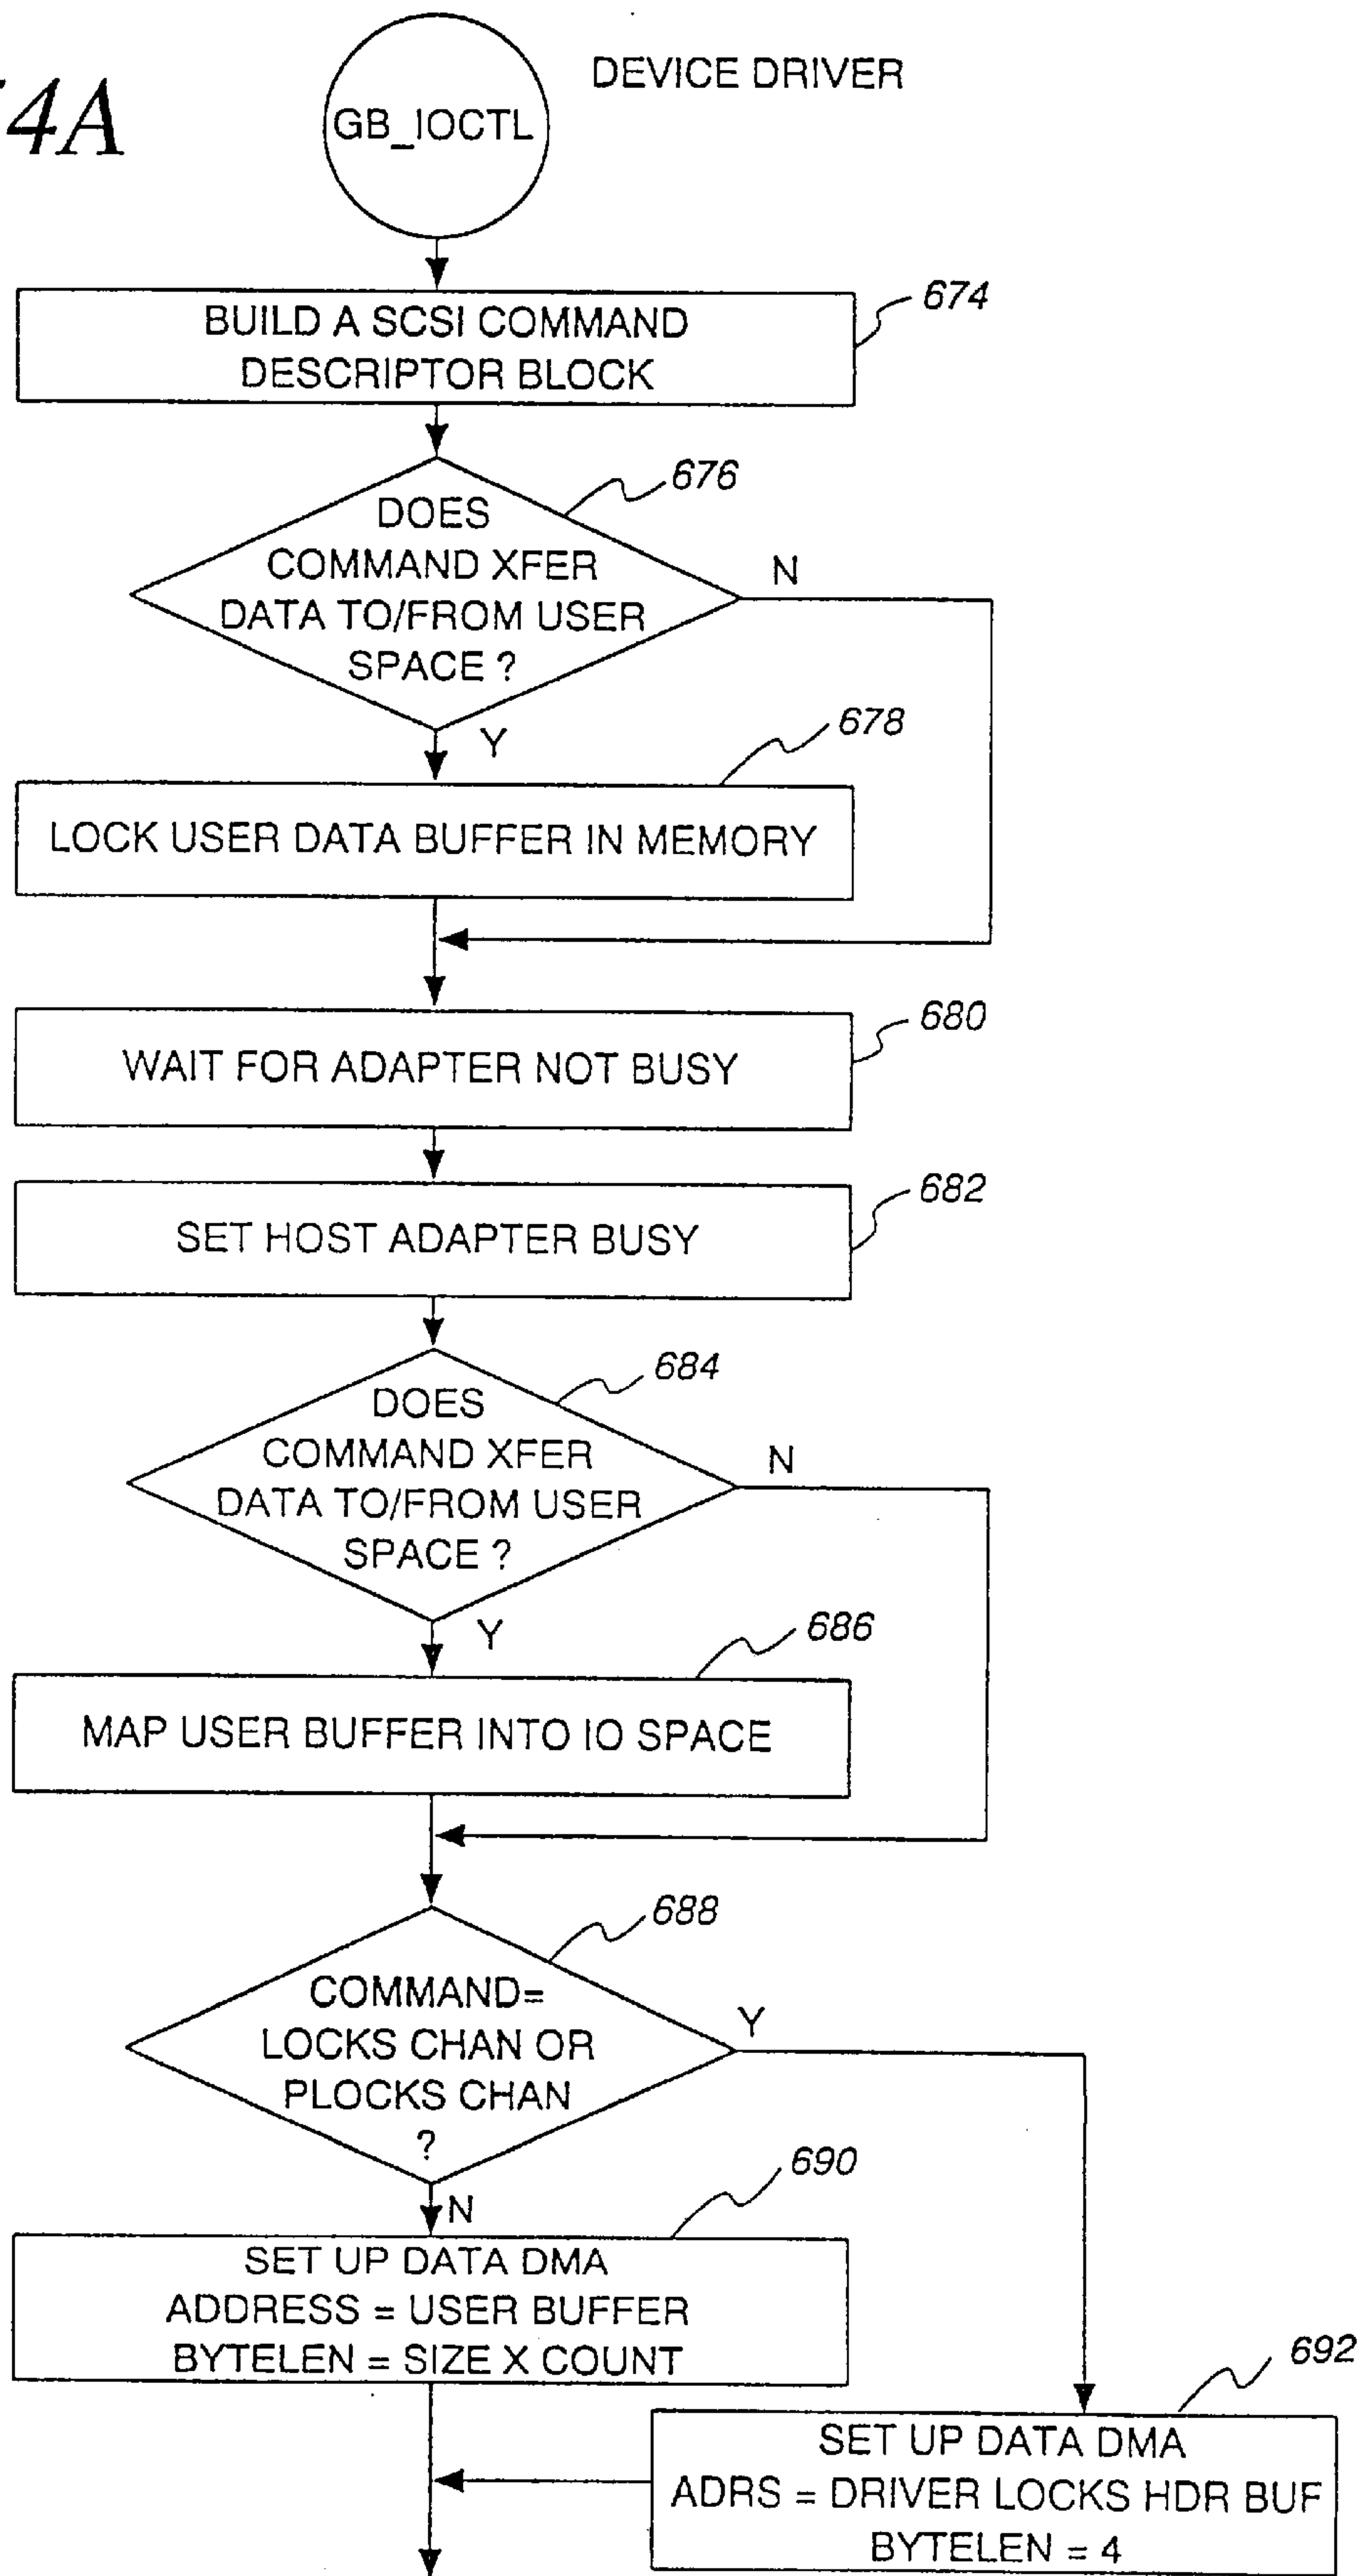 4A
DEVICE DRIVER
GB_IOCTL
674
BUILD A SCSI COMMAND
DESCRIPTOR BLOCK
676
DOES
COMMAND XFER
DATA TO/FROM USER
SPACE ?
N
Y
678
LOCK USER DATA BUFFER IN MEMORY
680
WAIT FOR ADAPTER NOT BUSY
682
SET HOST ADAPTER BUSY
684
DOES
COMMAND XFER
DATA TO/FROM USER
SPACE ?
N
Y
686
MAP USER BUFFER INTO IO SPACE
688
COMMAND=
LOCKS CHAN OR
PLOCKS CHAN
?
Y
N
690
SET UP DATA DMA
ADDRESS = USER BUFFER
BYTELEN = SIZE X COUNT
692
SET UP DATA DMA
ADRS = DRIVER LOCKS HDR BUF
BYTELEN = 4